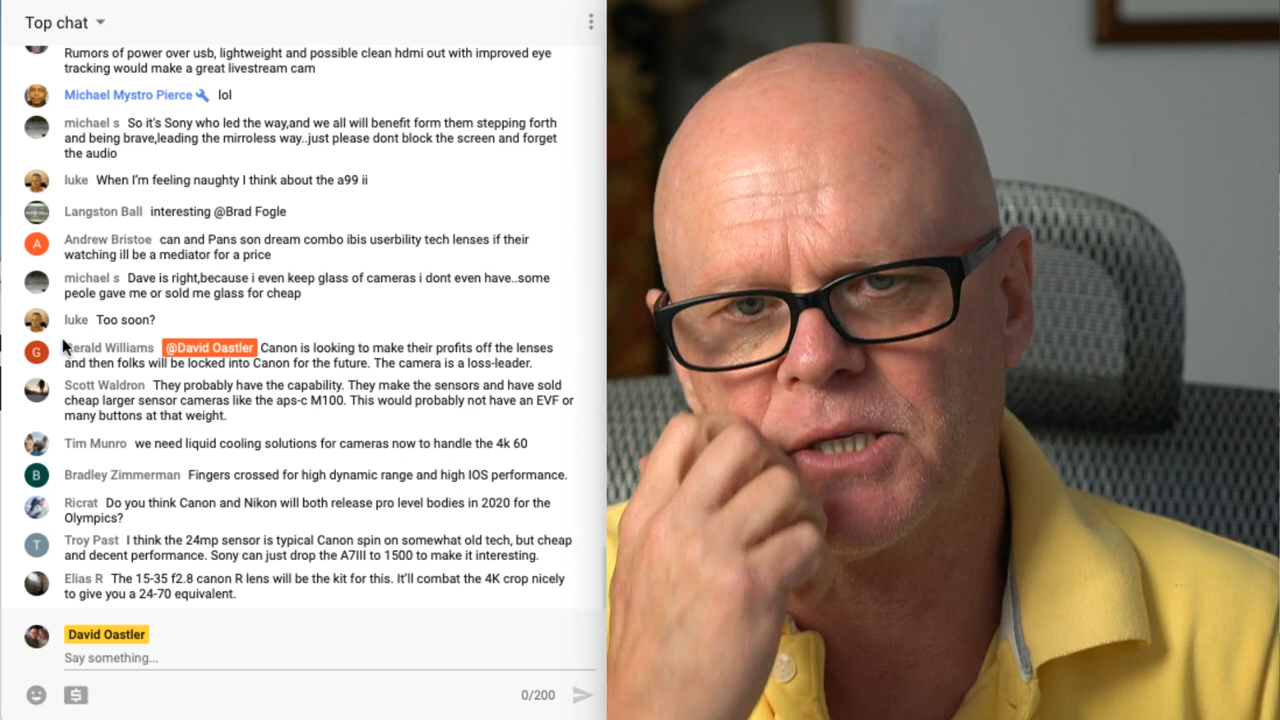 Top chat
Rumors of power over usb, lightweight and possible clean hdmi out with improved eye
tracking would make a great livestream cam
Michael Mystro Pierce lol
michael s So it's Sony who led the way,and we all will benefit form them stepping forth
and being brave,leading the mirroless way..just please dont block the screen and forget
the audio
luke When I'm feeling naughty I think about the a99 ii
Langston Ball interesting @Brad Fogle
A Andrew Bristoe can and Pans son dream combo ibis userbility tech lenses if their
watching ill be a mediator for a price
michael s Dave is right,because i even keep glass of cameras i dont even have..some
peole gave me or sold me glass for cheap
luke Too soon?
G erald Williams @David Oastler Canon is looking to make their profits off the lenses
and then folks will be locked into Canon for the future. The camera is a loss-leader.
Scott Waldron They probably have the capability. They make the sensors and have sold
cheap larger sensor cameras like the aps-c M100. This would probably not have an EVF or
many buttons at that weight.
Tim Munro we need liquid cooling solutions for cameras now to handle the 4k 60
B Bradley Zimmerman Fingers crossed for high dynamic range and high IOS performance.
Ricrat Do you think Canon and Nikon will both release pro level bodies in 2020 for the
Olympics?
T Troy Past I think the 24mp sensor is typical Canon spin on somewhat old tech, but cheap
and decent performance. Sony can just drop the A7III to 1500 to make it interesting.
Elias R The 15-35 f2.8 canon R lens will be the kit for this. It'll combat the 4K crop nicely
to give you a 24-70 equivalent.
David Oastler
Say something...
$ 0/200